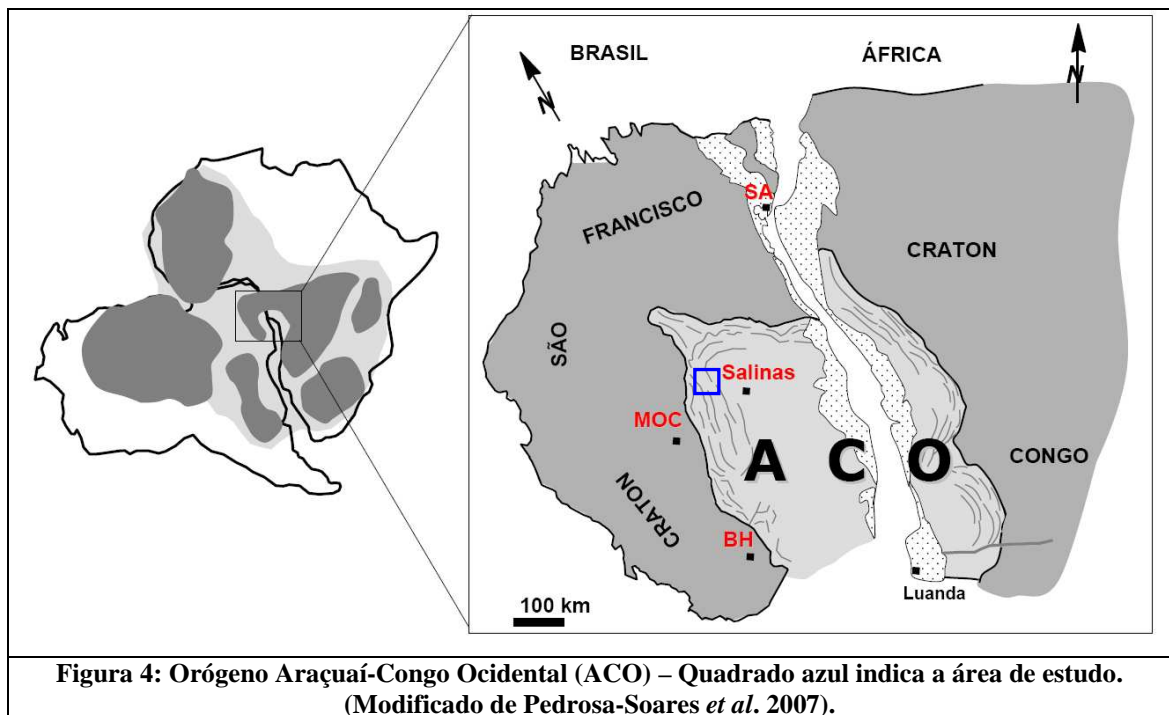 BRASIL
ÁFRICA
N
N
SA
FRANCISCO
CRATON
SÃO
Salinas
MOC
A C O
CONGO
CRATON
BH
Luanda
100 km
Figura 4: Orógeno Araçuaí-Congo Ocidental (ACO) – Quadrado azul indica a área de estudo.
(Modificado de Pedrosa-Soares et al. 2007).